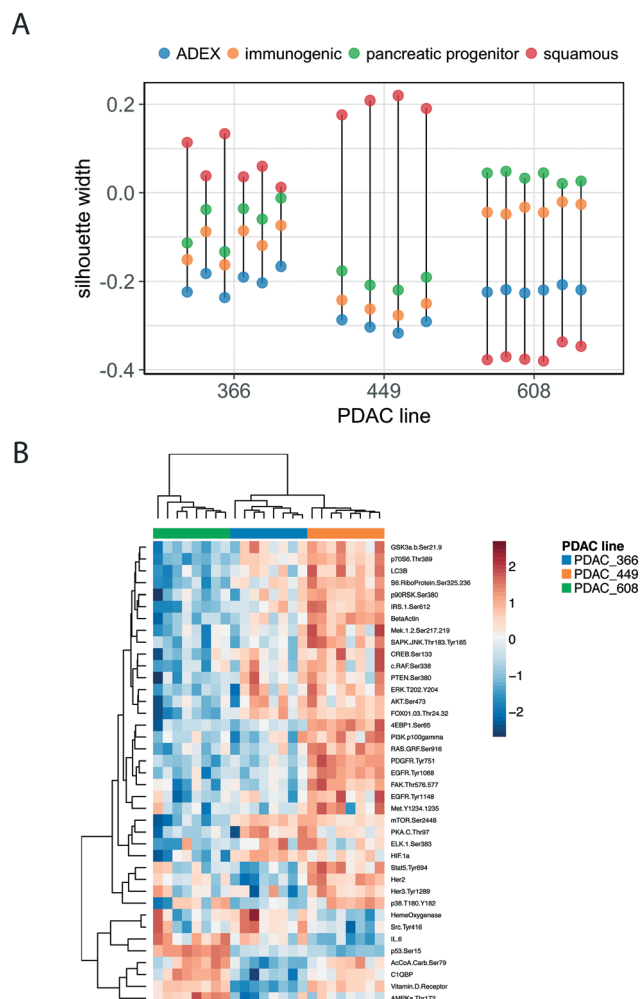 A
ADEX immunogenic pancreatic progenitor squamous
silhouette width
0.2
0.0
-0.2
-0.4
366 449 608
PDAC line
B
GSK3a.b.Ser21.9
p70S6.Thr389
LC3B
S6.RiboProtein.Ser325.236
p90RSK.Ser380
IRS.1.Ser612
BetaActin
Mek.1.2.Ser217.219
SAPK.JNK.Thr183.Tyr185
CREB.Ser133
c.RAF.Ser338
PTEN.Ser380
ERK.T202.Y204
AKT.Ser473
FOXO1.03.Thr24.32
4EBP1.Ser65
PI3K.p100gamma
RAS.GRF.Ser916
PDGFR.Tyr751
EGFR.Tyr1068
FAK.Thr576.577
EGFR.Tyr1148
Met.Y1234.1235
mTOR.Ser2448
PKA.C.Thr97
ELK.1.Ser383
HIF.1a
Stat5.Tyr694
Her2
Her3.Tyr1289
p38.T180.Y182
HemeOxygenase
Src.Tyr416
IL.6
p53.Ser15
AcCoA.Carb.Ser79
C1QBP
Vitamin.D.Receptor
AMPKa.Thr172
2
1
0
−1
−2
PDAC line
PDAC_366
PDAC_449
PDAC_608